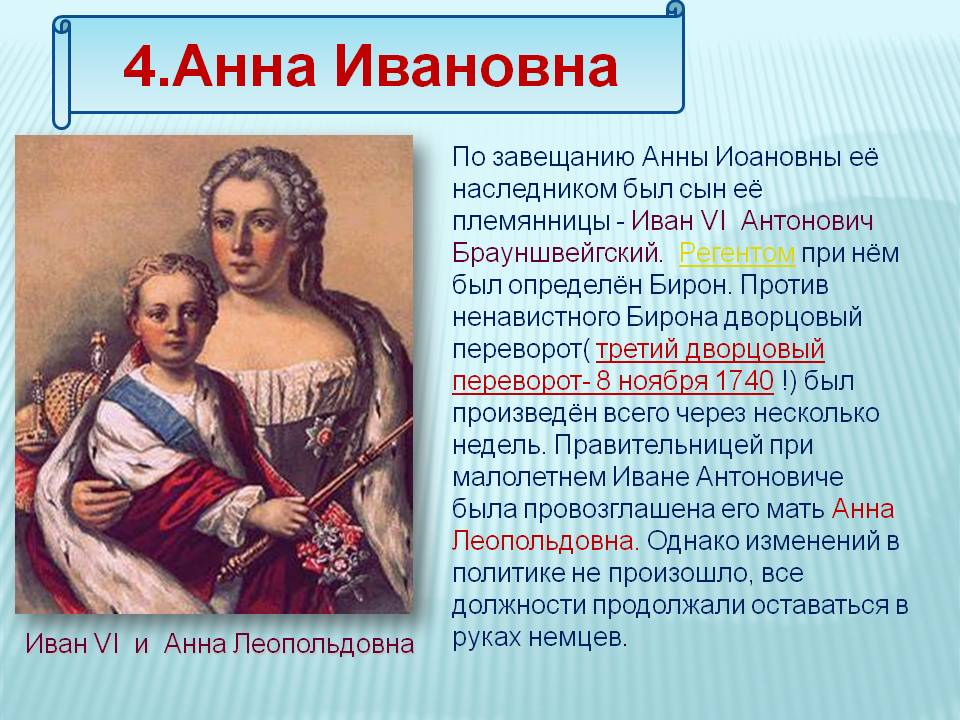 4.Анна Ивановна
По завещанию Анны Иоановны её
наследником был сын её
племянницы - Иван VI Антонович
Брауншвейгский. Регентом при нём
был определён Бирон. Против
ненавистного Бирона дворцовый
переворот( третий дворцовый
переворот- 8 ноября 1740 !) был
произведён всего через несколько
недель. Правительницей при
малолетнем Иване Антоновиче
была провозглашена его мать Анна
Леопольдовна. Однако изменений в
политике не произошло, все
должности продолжали оставаться в
руках немцев.
Иван VI и Анна Леопольдовна